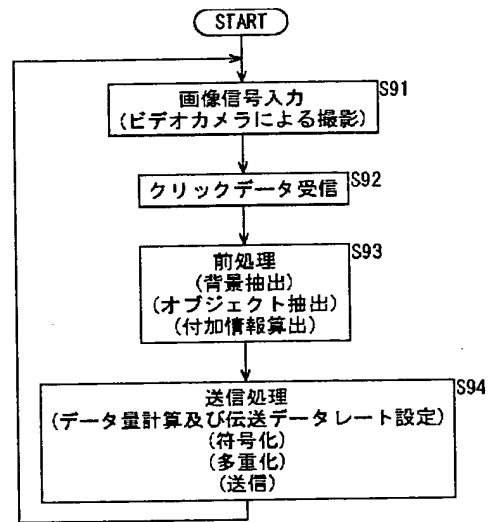 START
S91
画像信号入力
(ビデオカメラによる撮影)
S92
クリックデータ受信
S93
前処理
(背景抽出)
(オブジェクト抽出)
(付加情報算出)
S94
送信処理
(データ量計算及び伝送データレート設定)
(符号化)
(多重化)
(送信)